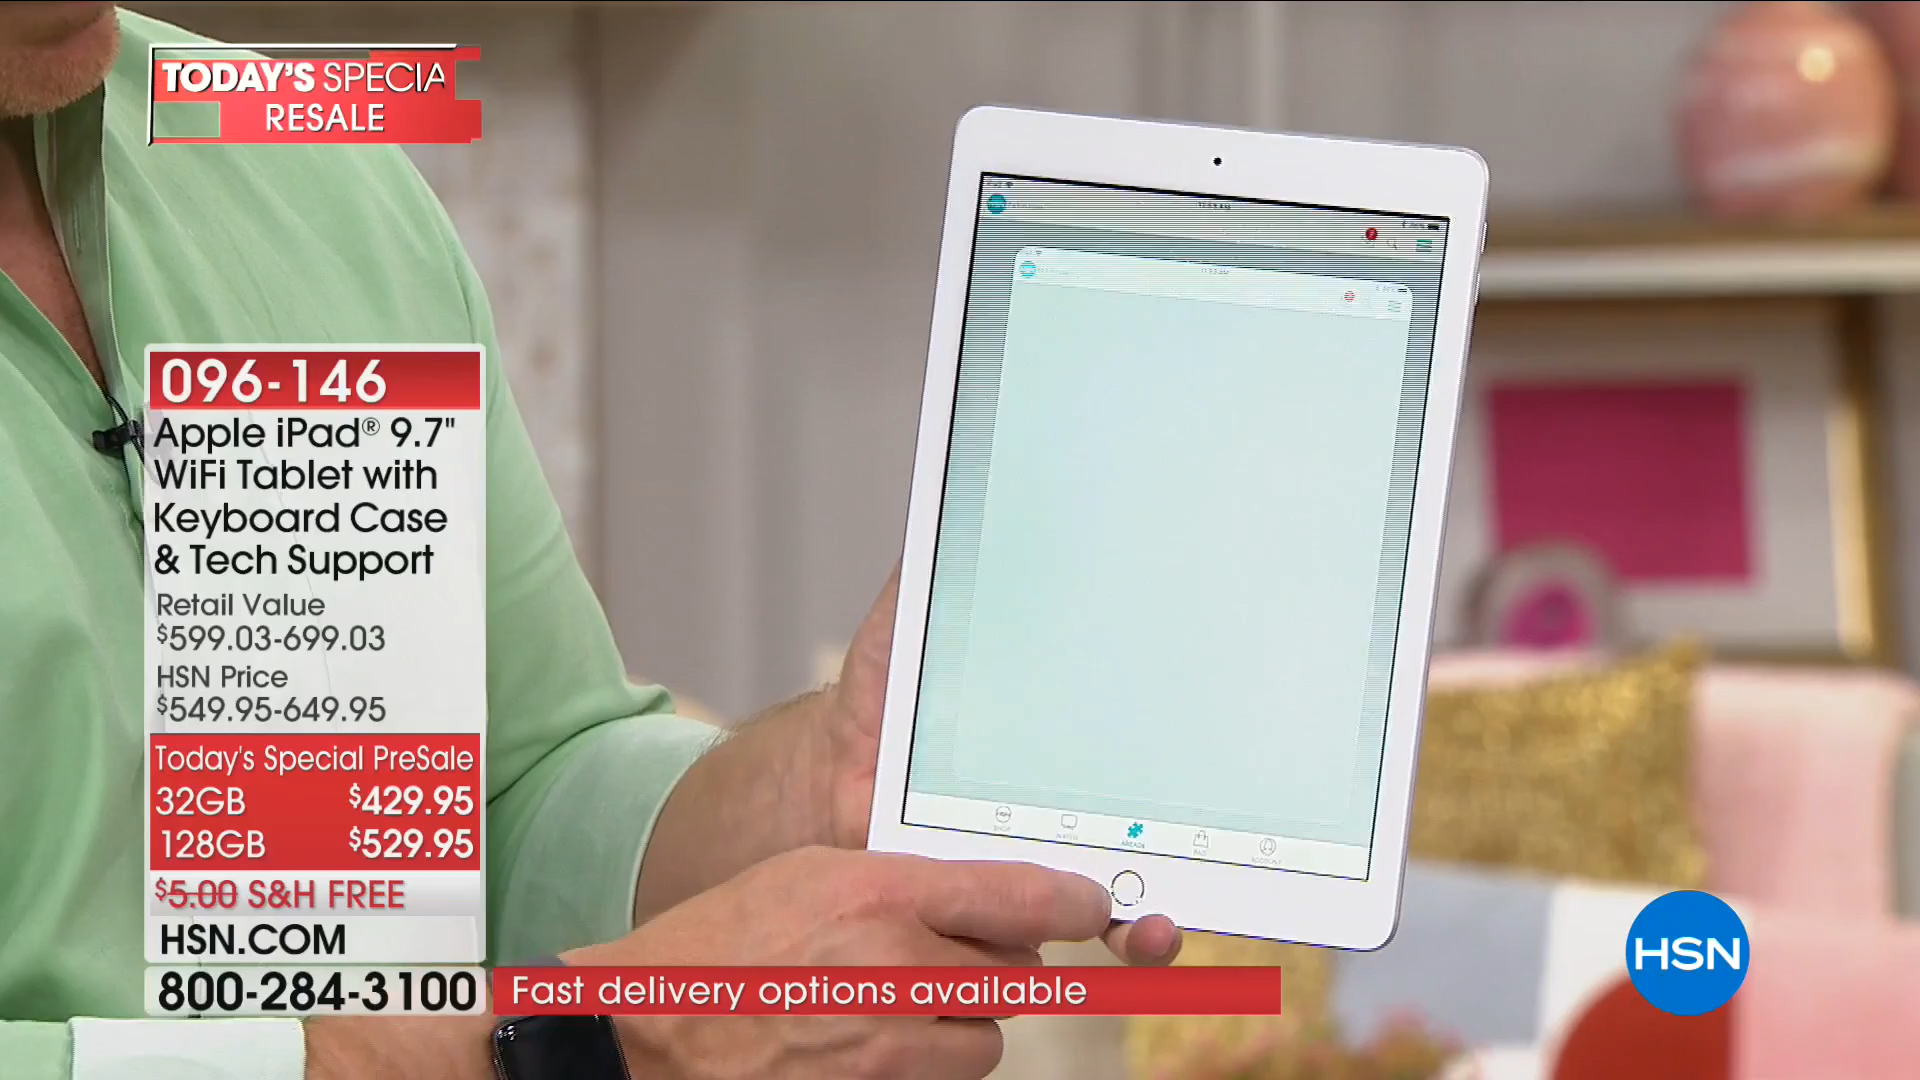 TODAY'S SPECIA
RESALE
096-146
Apple iPad® 9.7"
WiFi Tablet with
Keyboard Case
& Tech Support
Retail Value
$599.03-699.03
HSN Price
$549.95-649.95
Today's Special PreSale
32GB $429.95
128GB $529.95
$5.00 S&H FREE
HSN.COM
800-284-3100
Fast delivery options available
HSN